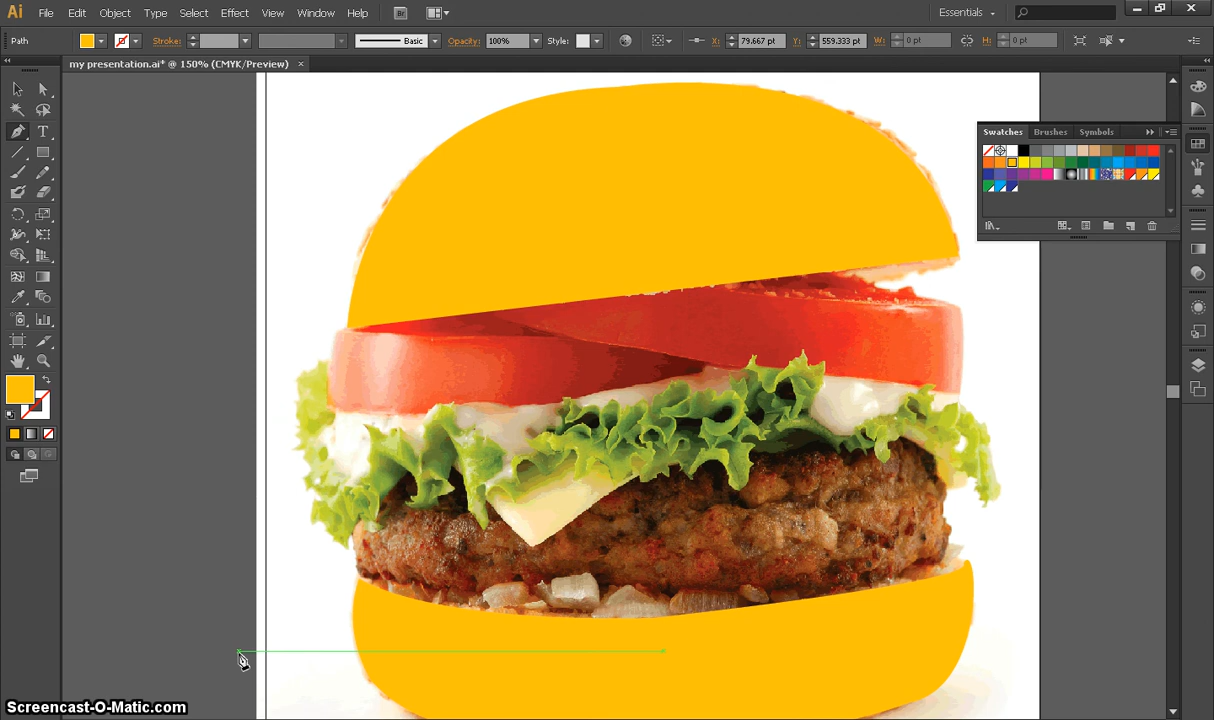 Ai File Edit Object Type Select Effect View Window Help Br Essentials
Path Stroke: Basic Opacity: 100% Style: X: 79.667 pt Y: 559.333 pt W: 0 pt H: 0 pt
my presentation.ai* @ 150% (CMYK/Preview) ×
Swatches Brushes Symbols
T
Screencast-O-Matic.com